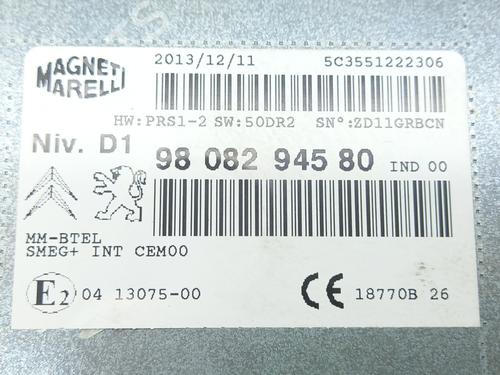 MAGNETI MARELLI
2013/12/11 5C3551222306
HW:PRS1-2 SW:50DR2 SN°:ZD11GRBCN
Niv. D1 98 082 945 80 IND 00
MM-BTEL
SMEG+ INT CEM00
E2 04 13075-00 CE 18770B 26